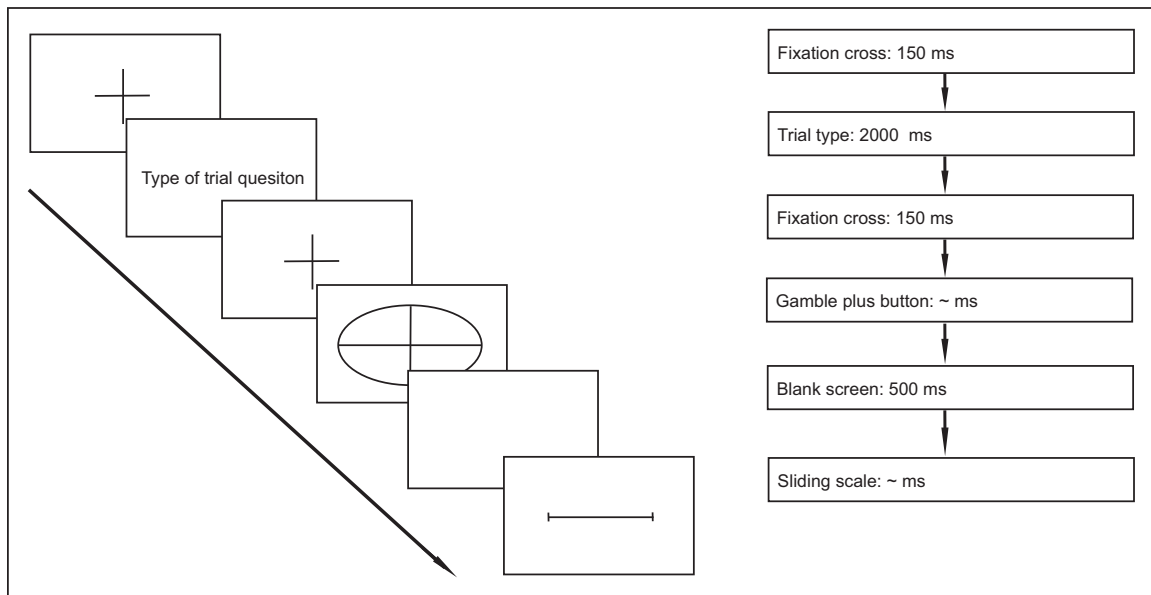 Type of trial quesiton
Fixation cross: 150 ms
Trial type: 2000 ms
Fixation cross: 150 ms
Gamble plus button: ~ ms
Blank screen: 500 ms
Sliding scale: ~ ms